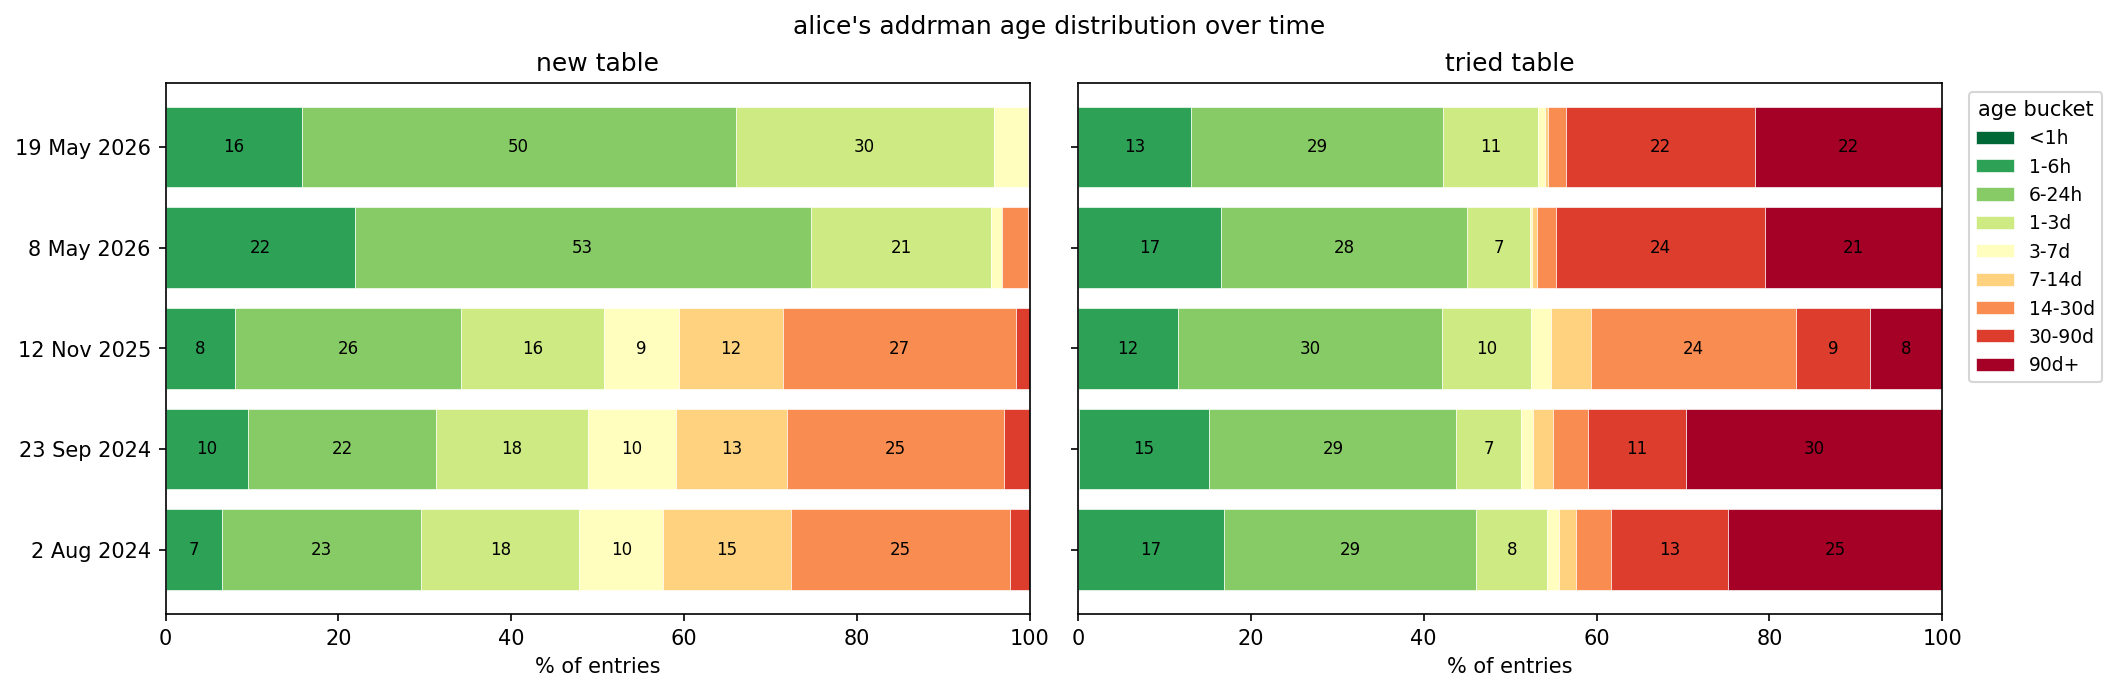 alice's addrman age distribution over time
new table
19 May 2026
16 50 30
8 May 2026
22 53 21
12 Nov 2025
8 26 16 9 12 27
23 Sep 2024
10 22 18 10 13 25
2 Aug 2024
7 23 18 10 15 25
0 20 40 60 80 100
% of entries
tried table
13 29 11 22 22
17 28 7 24 21
12 30 10 24 9 8
15 29 7 11 30
17 29 8 13 25
0 20 40 60 80 100
% of entries
age bucket
<1h
1-6h
6-24h
1-3d
3-7d
7-14d
14-30d
30-90d
90d+